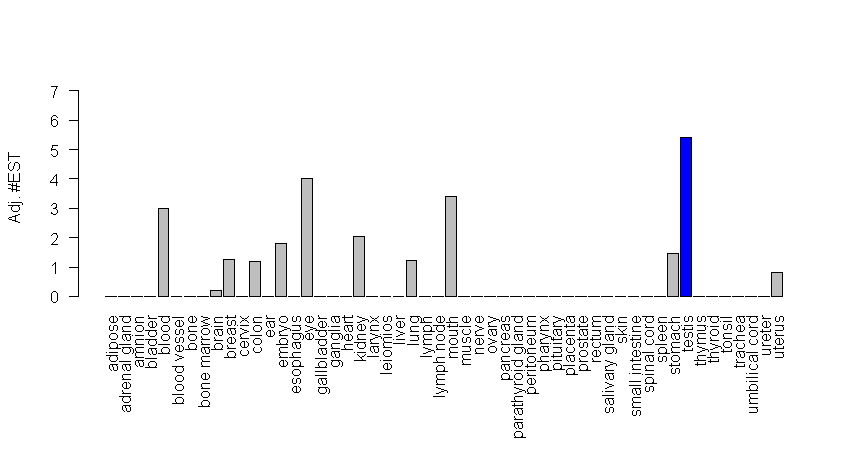 Adj. #EST
7
6
5
4
3
2
1
0
adipose
adrenal gland
amnion
bladder
blood
blood vessel
bone
bone marrow
brain
breast
cervix
colon
ear
embryo
esophagus
eye
gallbladder
ganglia
heart
kidney
larynx
leiomios
liver
lung
lymph
lymph node
mouth
muscle
nerve
ovary
pancreas
parathyroid gland
peritoneum
pharynx
pituitary
placenta
prostate
rectum
salivary gland
skin
small intestine
spinal cord
spleen
stomach
testis
thymus
thyroid
tonsil
trachea
umbilical cord
ureter
uterus